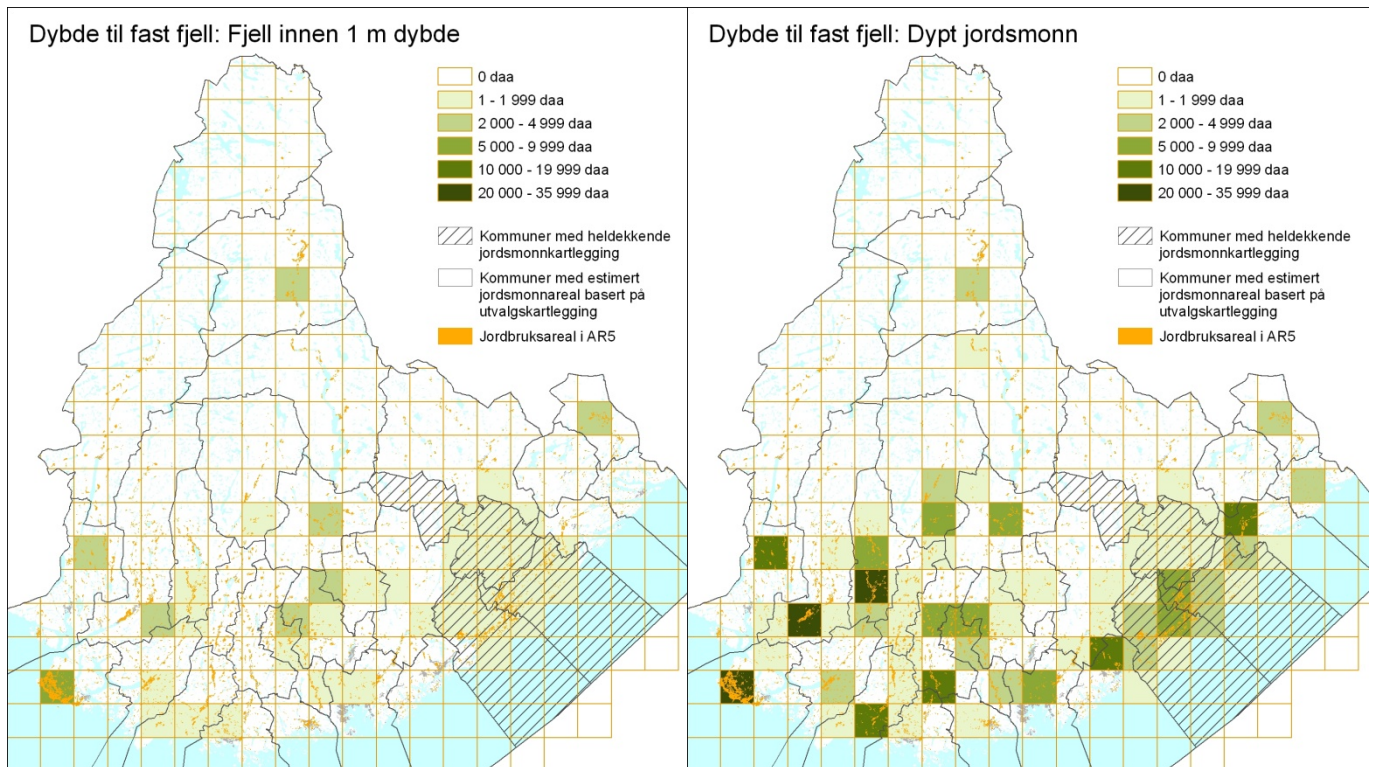 Dybde til fast fjell: Fjell innen 1 m dybde
0 daa
1 - 1 999 daa
2 000 - 4 999 daa
5 000 - 9 999 daa
10 000 - 19 999 daa
20 000 - 35 999 daa
Kommuner med heldekkende
jordsmonnkartlegging
Kommuner med estimert
jordsmonnareal basert på
utvalgskartlegging
Jordbruksareal i AR5
Dybde til fast fjell: Dypt jordsmonn
0 daa
1 - 1 999 daa
2 000 - 4 999 daa
5 000 - 9 999 daa
10 000 - 19 999 daa
20 000 - 35 999 daa
Kommuner med heldekkende
jordsmonnkartlegging
Kommuner med estimert
jordsmonnareal basert på
utvalgskartlegging
Jordbruksareal i AR5